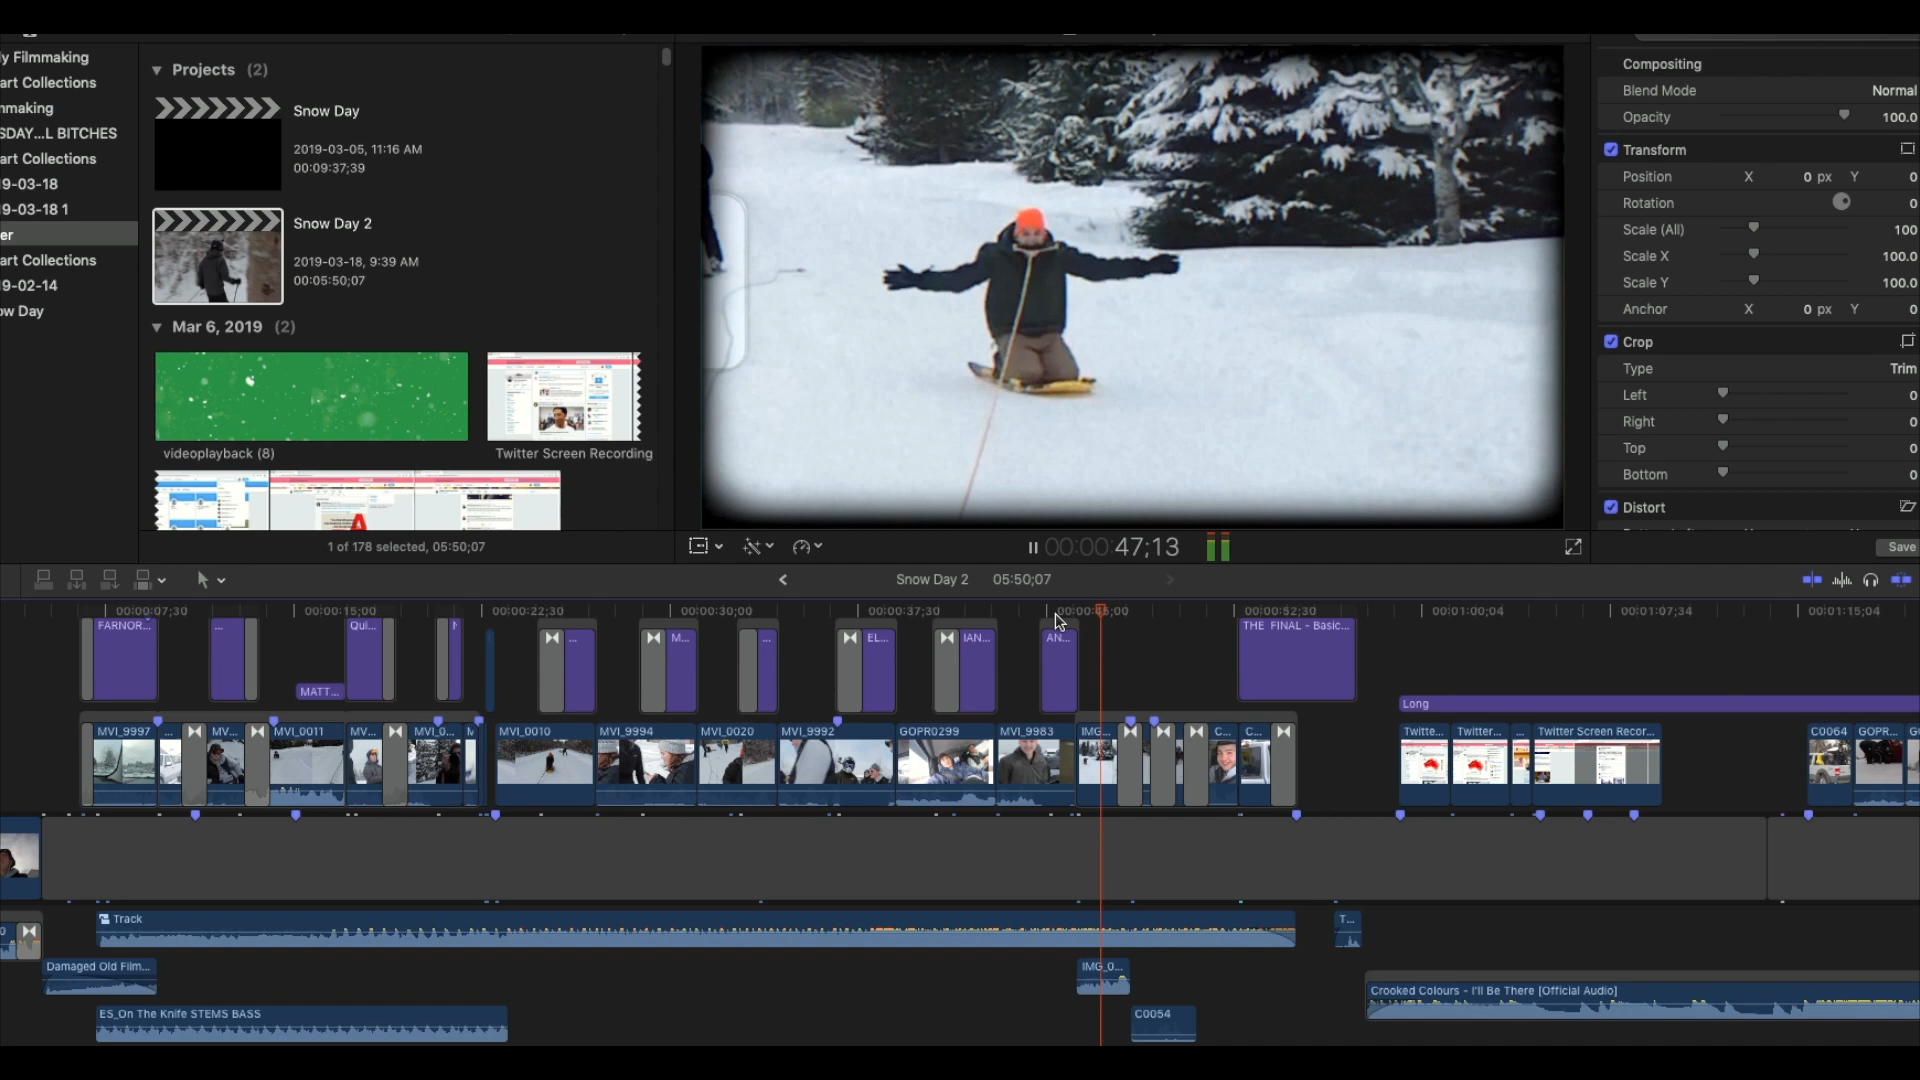 y Filmmaking
art Collections
nmaking
SDAY...L BITCHES
art Collections
19-03-18
19-03-18 1
er
art Collections
19-02-14
ow Day
Projects (2)
Snow Day
2019-03-05, 11:16 AM
00:09:37;39
Snow Day 2
2019-03-18, 9:39 AM
00:05:50;07
Mar 6, 2019 (2)
videoplayback (8)
Twitter Screen Recording
1 of 178 selected, 05:50;07
00:00:47;13
Compositing
Blend Mode Normal
Opacity 100.0
Transform
Position X 0 px Y 0
Rotation 0
Scale (All) 100
Scale X 100.0
Scale Y 100.0
Anchor X 0 px Y 0
Crop
Type Trim
Left 0
Right 0
Top 0
Bottom 0
Distort
Save
Snow Day 2 05:50;07
00:00:07;30 00:00:15;00 00:00:22;30 00:00:30;00 00:00:37;30 00:00:45;00 00:00:52;30 00:01:00;04 00:01:07;34 00:01:15;04
FARNOR... ... Qui... THE FINAL - Basic...
... M... ... EL... IAN... AN...
MATT...
Long
MVI_9997 ... MV... MVI_0011 MV... MVI_0... MVI_0010 MVI_9994 MVI_0020 MVI_9992 GOPR0299 MVI_9983 IMG... C... C... Twitte... Twitter... ... Twitter Screen Recor... C0064 GOPR...
Track T...
Damaged Old Film... IMG_0...
Crooked Colours - I'll Be There [Official Audio]
ES_On The Knife STEMS BASS C0054